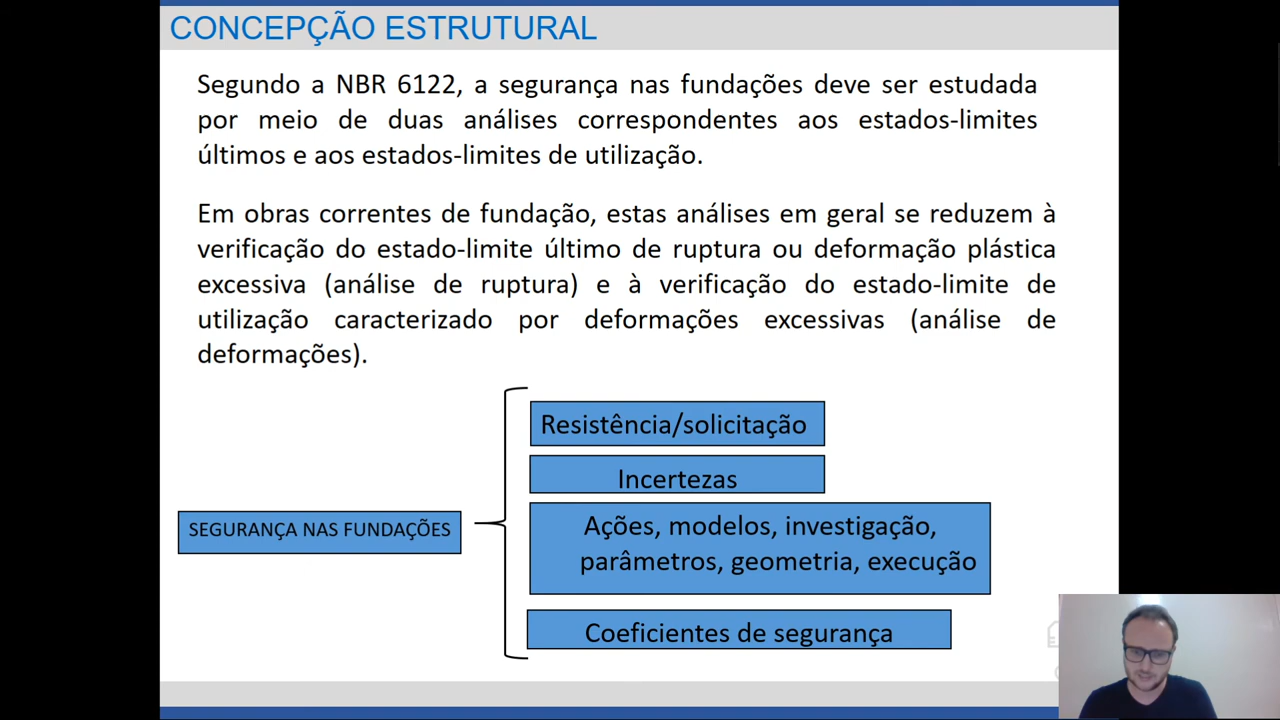 CONCEPÇÃO ESTRUTURAL
Segundo a NBR 6122, a segurança nas fundações deve ser estudada
por meio de duas análises correspondentes aos estados-limites
últimos e aos estados-limites de utilização.
Em obras correntes de fundação, estas análises em geral se reduzem à
verificação do estado-limite último de ruptura ou deformação plástica
excessiva (análise de ruptura) e à verificação do estado-limite de
utilização caracterizado por deformações excessivas (análise de
deformações).
SEGURANÇA NAS FUNDAÇÕES
Resistência/solicitação
Incertezas
Ações, modelos, investigação,
parâmetros, geometria, execução
Coeficientes de segurança